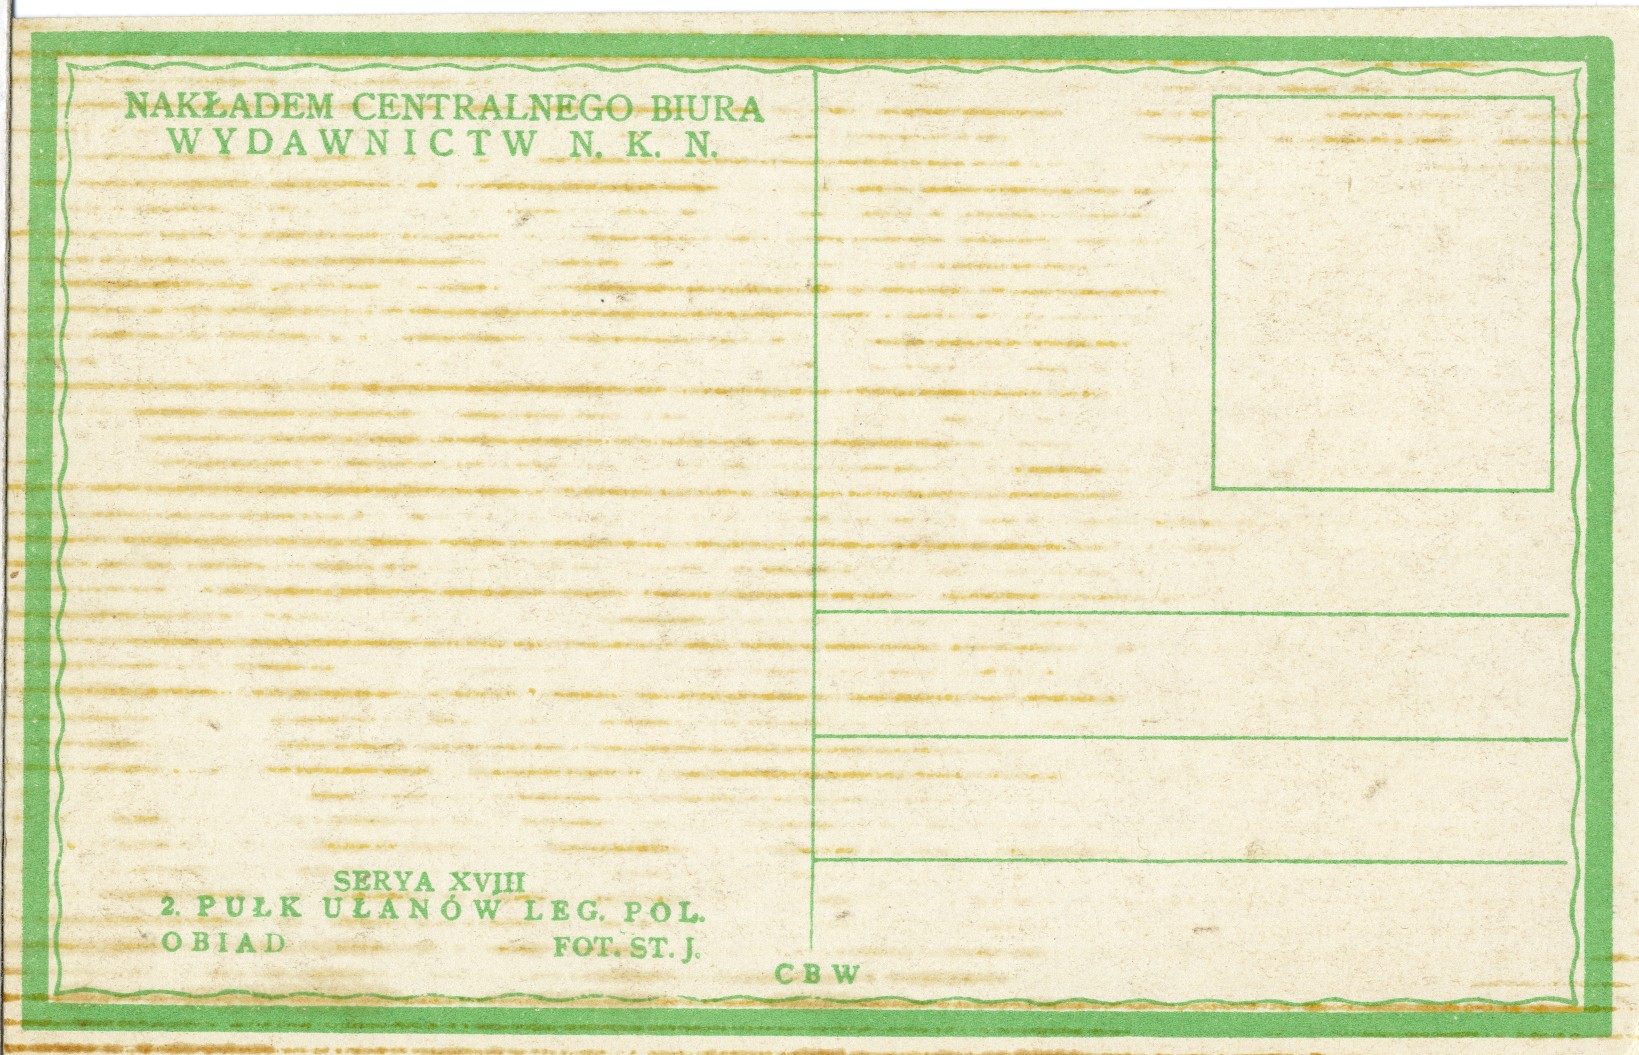 NAKŁADEM CENTRALNEGO BIURA
WYDAWNICTW N. K. N.
SERYA XVIII
2. PUŁK UŁANÓW LEG. POL.
OBIAD FOT. ST. J.
CBW